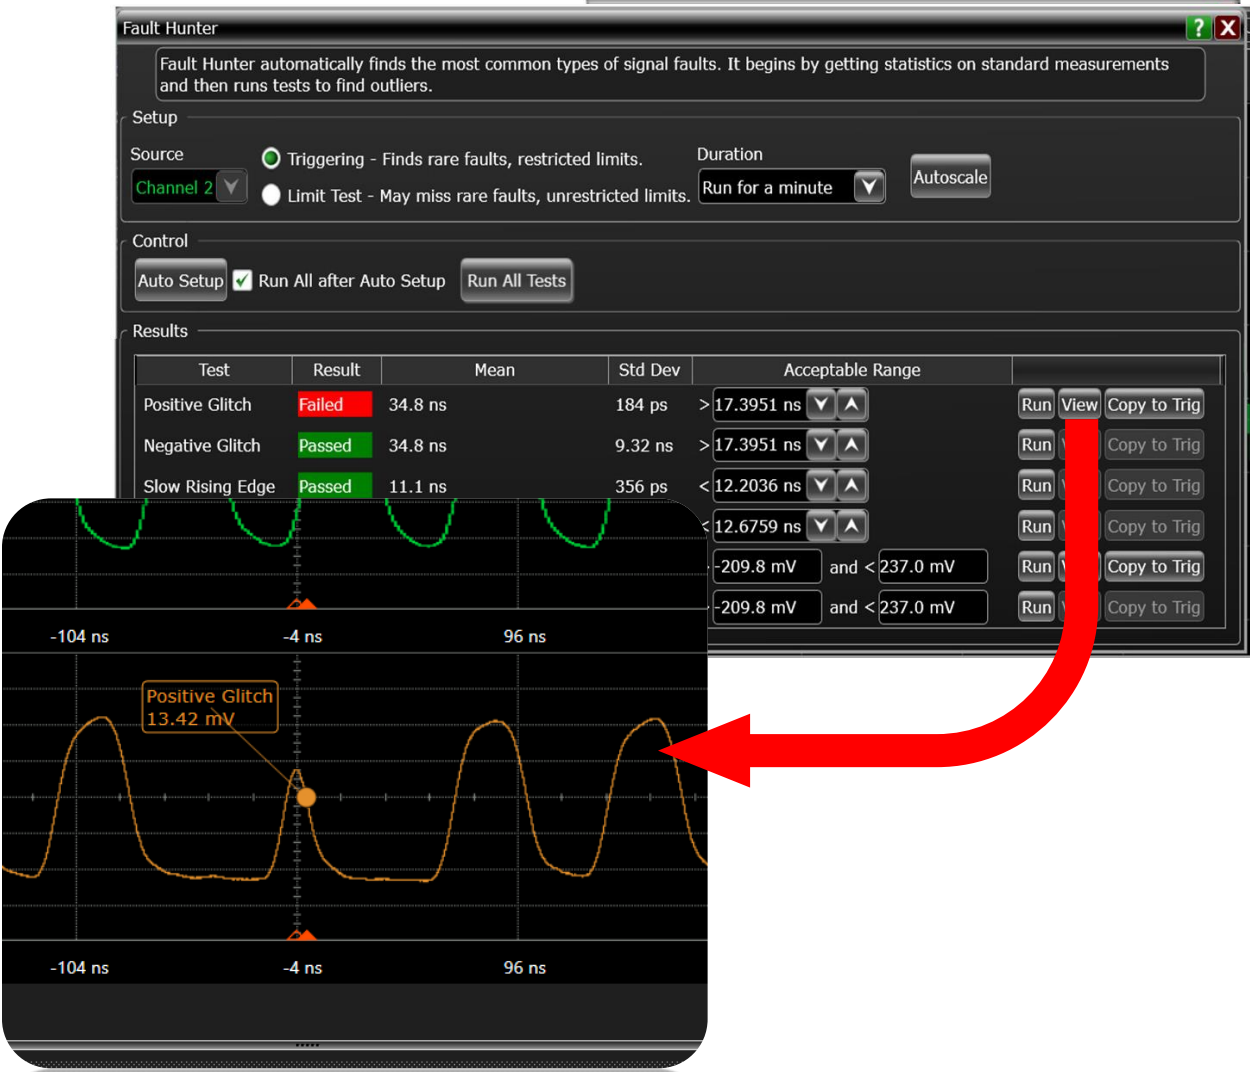 Fault Hunter
?
X
Fault Hunter automatically finds the most common types of signal faults. It begins by getting statistics on standard measurements
and then runs tests to find outliers.
Setup
Source
Channel 2
Triggering - Finds rare faults, restricted limits.
Limit Test - May miss rare faults, unrestricted limits.
Duration
Run for a minute
Autoscale
Control
Auto Setup
Run All after Auto Setup
Run All Tests
Results
Test Result Mean Std Dev Acceptable Range
Positive Glitch Failed 34.8 ns 184 ps > 17.3951 ns Run View Copy to Trig
Negative Glitch Passed 34.8 ns 9.32 ns > 17.3951 ns Run Copy to Trig
Slow Rising Edge Passed 11.1 ns 356 ps < 12.2036 ns Run Copy to Trig
< 12.6759 ns Run Copy to Trig
-209.8 mV and < 237.0 mV Run Copy to Trig
-209.8 mV and < 237.0 mV Run Copy to Trig
-104 ns -4 ns 96 ns
Positive Glitch
13.42 mV
-104 ns -4 ns 96 ns